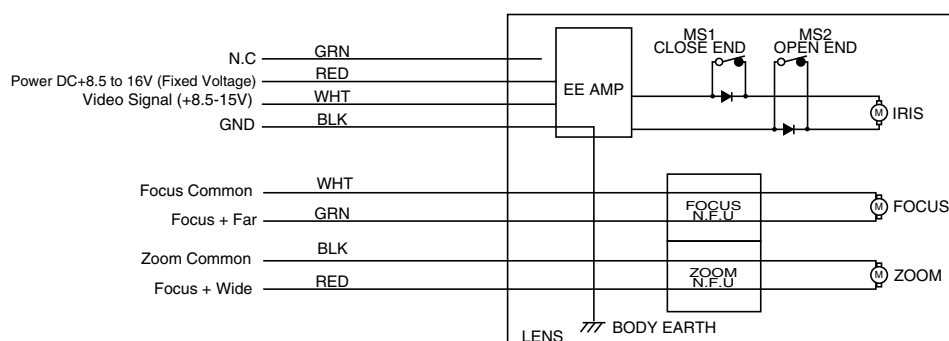 MS1
CLOSE END
MS2
OPEN END
N.C GRN
Power DC+8.5 to 16V (Fixed Voltage) RED
Video Signal (+8.5-15V) WHT
GND BLK
EE AMP
M IRIS
Focus Common WHT
Focus + Far GRN
FOCUS
N.F.U
M FOCUS
Zoom Common BLK
Focus + Wide RED
ZOOM
N.F.U
M ZOOM
BODY EARTH
LENS